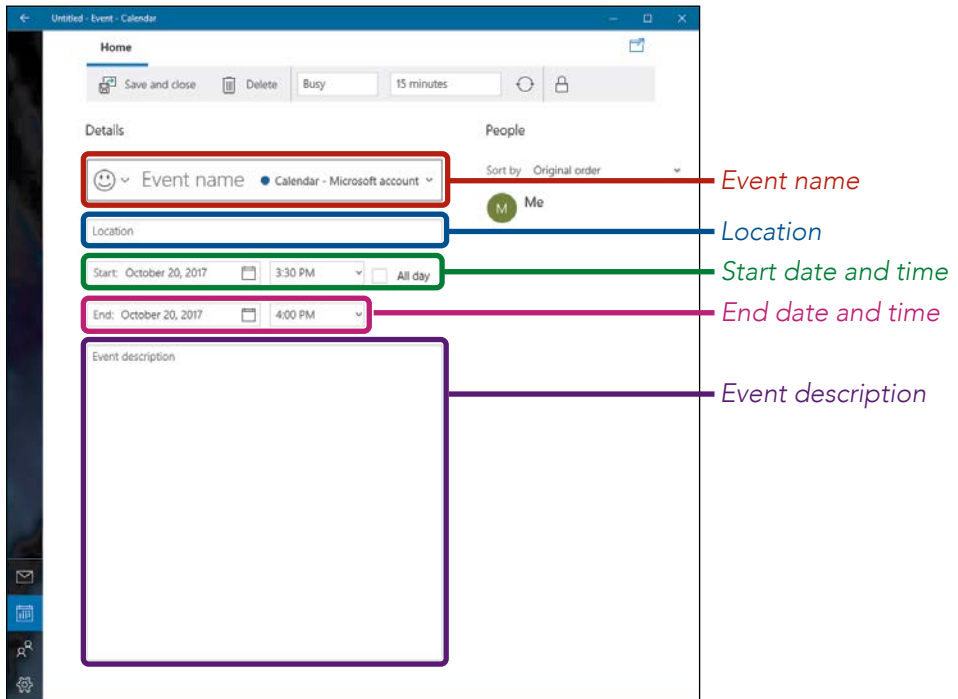 Untitled - Event - Calendar
Home
Save and close Delete Busy 15 minutes
Details
People
Event name Calendar - Microsoft account
Sort by Original order
M Me
Location
Start: October 20, 2017 3:30 PM All day
End: October 20, 2017 4:00 PM
Event description
Event name
Location
Start date and time
End date and time
Event description